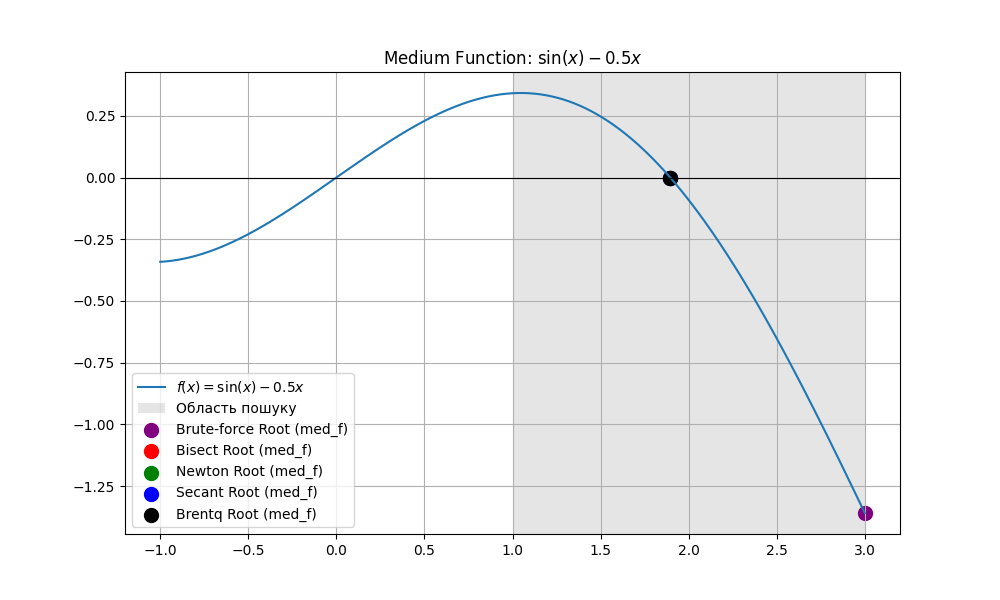 Medium Function: sin(x) − 0.5x
0.25
0.00
−0.25
−0.50
−0.75
−1.00
−1.25
f(x) = sin(x) − 0.5x
Область пошуку
Brute-force Root (med_f)
Bisect Root (med_f)
Newton Root (med_f)
Secant Root (med_f)
Brentq Root (med_f)
−1.0 −0.5 0.0 0.5 1.0 1.5 2.0 2.5 3.0